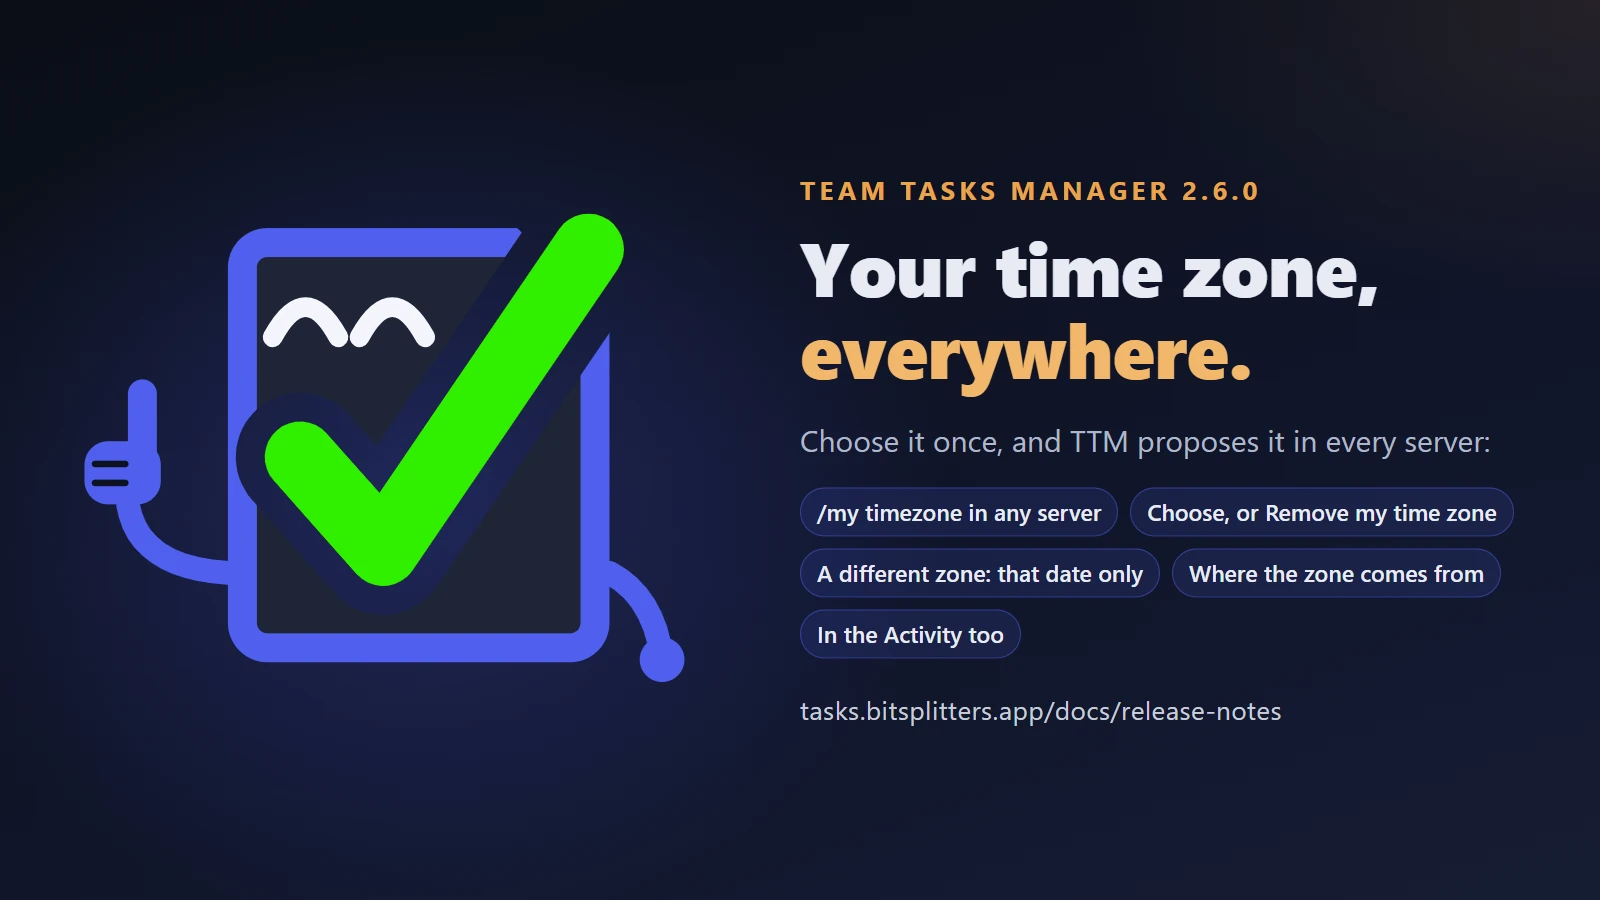 TEAM TASKS MANAGER 2.6.0
Your time zone,
everywhere.
Choose it once, and TTM proposes it in every server:
/my timezone in any server
Choose, or Remove my time zone
A different zone: that date only
Where the zone comes from
In the Activity too
tasks.bitsplitters.app/docs/release-notes